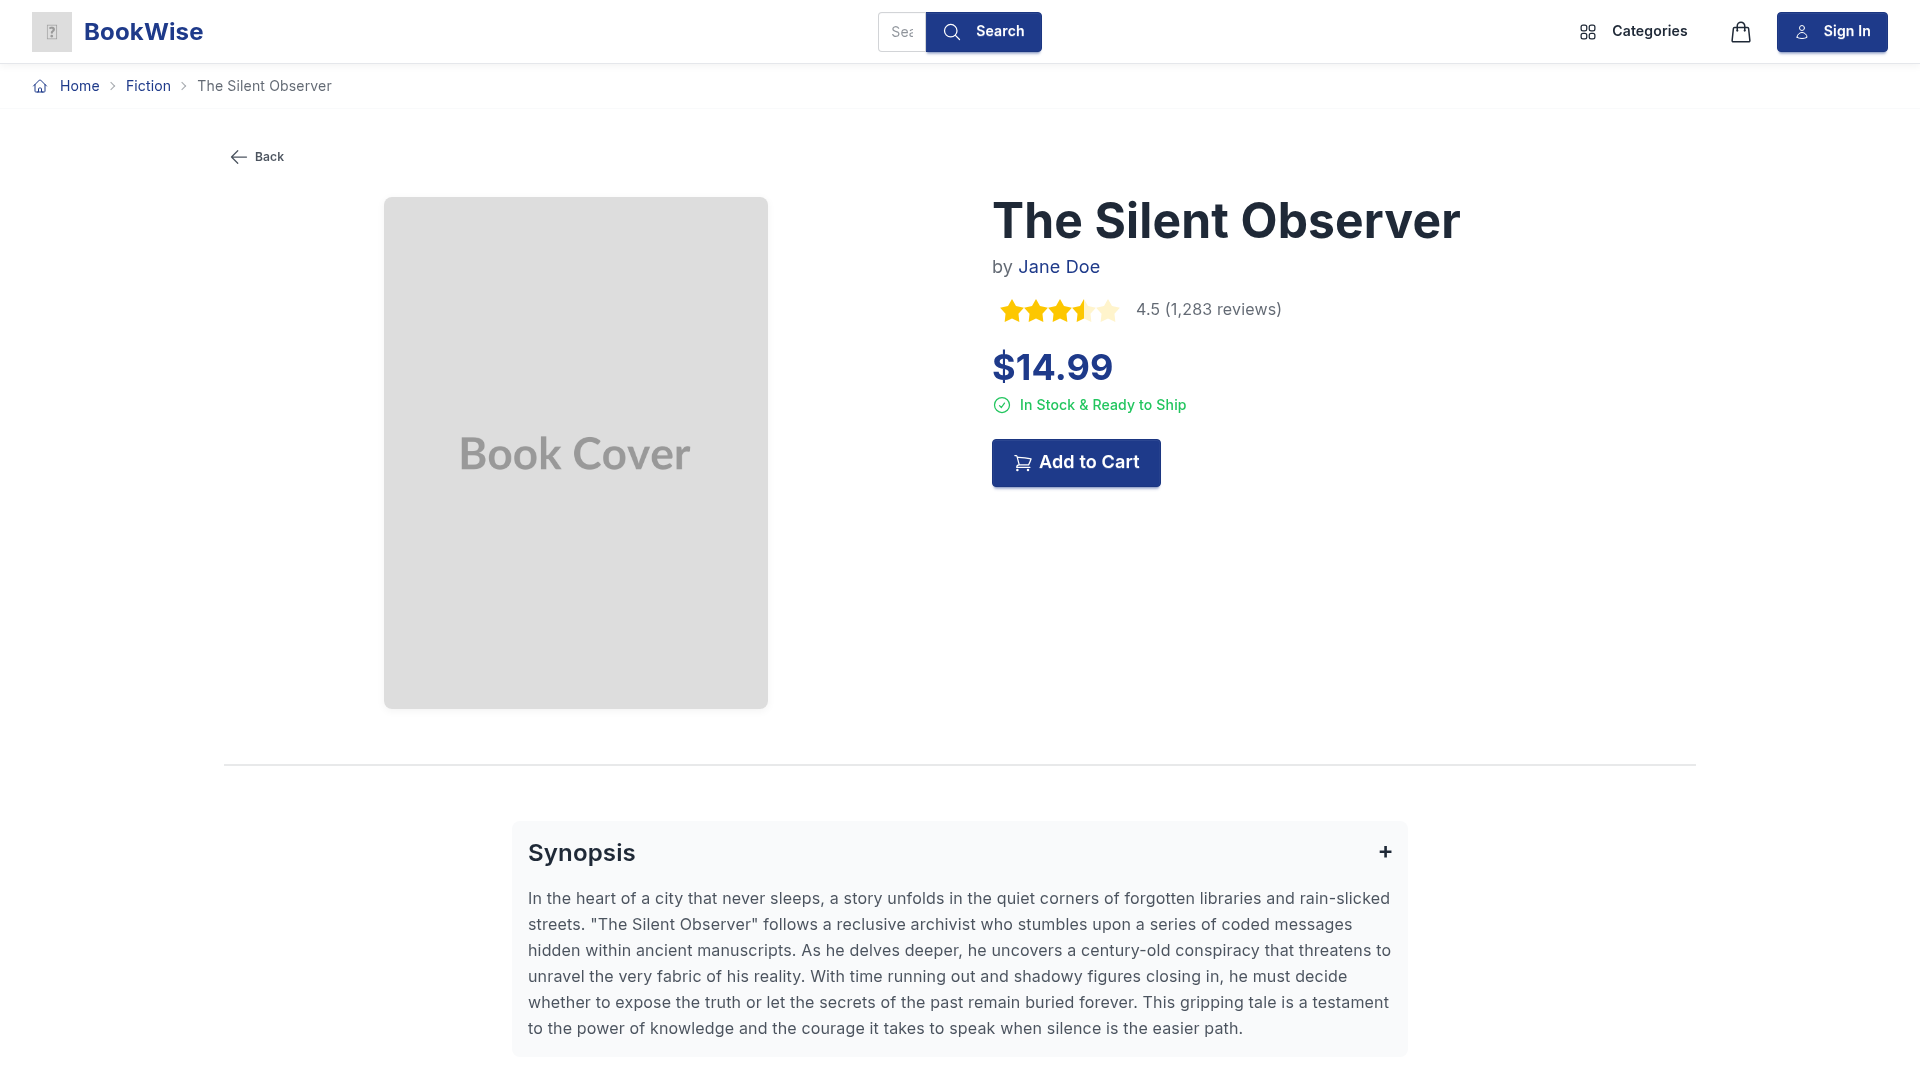 BookWise
Sea
Search
Categories
Sign In
Home
Fiction
The Silent Observer
Back
Book Cover
The Silent Observer
by Jane Doe
4.5 (1,283 reviews)
$14.99
In Stock & Ready to Ship
Add to Cart
Synopsis
+
In the heart of a city that never sleeps, a story unfolds in the quiet corners of forgotten libraries and rain-slicked
streets. "The Silent Observer" follows a reclusive archivist who stumbles upon a series of coded messages
hidden within ancient manuscripts. As he delves deeper, he uncovers a century-old conspiracy that threatens to
unravel the very fabric of his reality. With time running out and shadowy figures closing in, he must decide
whether to expose the truth or let the secrets of the past remain buried forever. This gripping tale is a testament
to the power of knowledge and the courage it takes to speak when silence is the easier path.